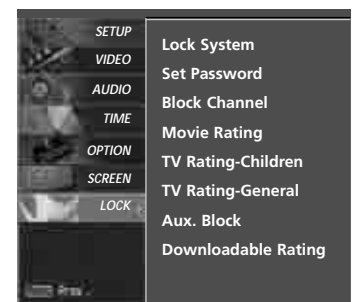 SETUP
VIDEO
AUDIO
TIME
OPTION
SCREEN
LOCK
Lock System
Set Password
Block Channel
Movie Rating
TV Rating-Children
TV Rating-General
Aux. Block
Downloadable Rating